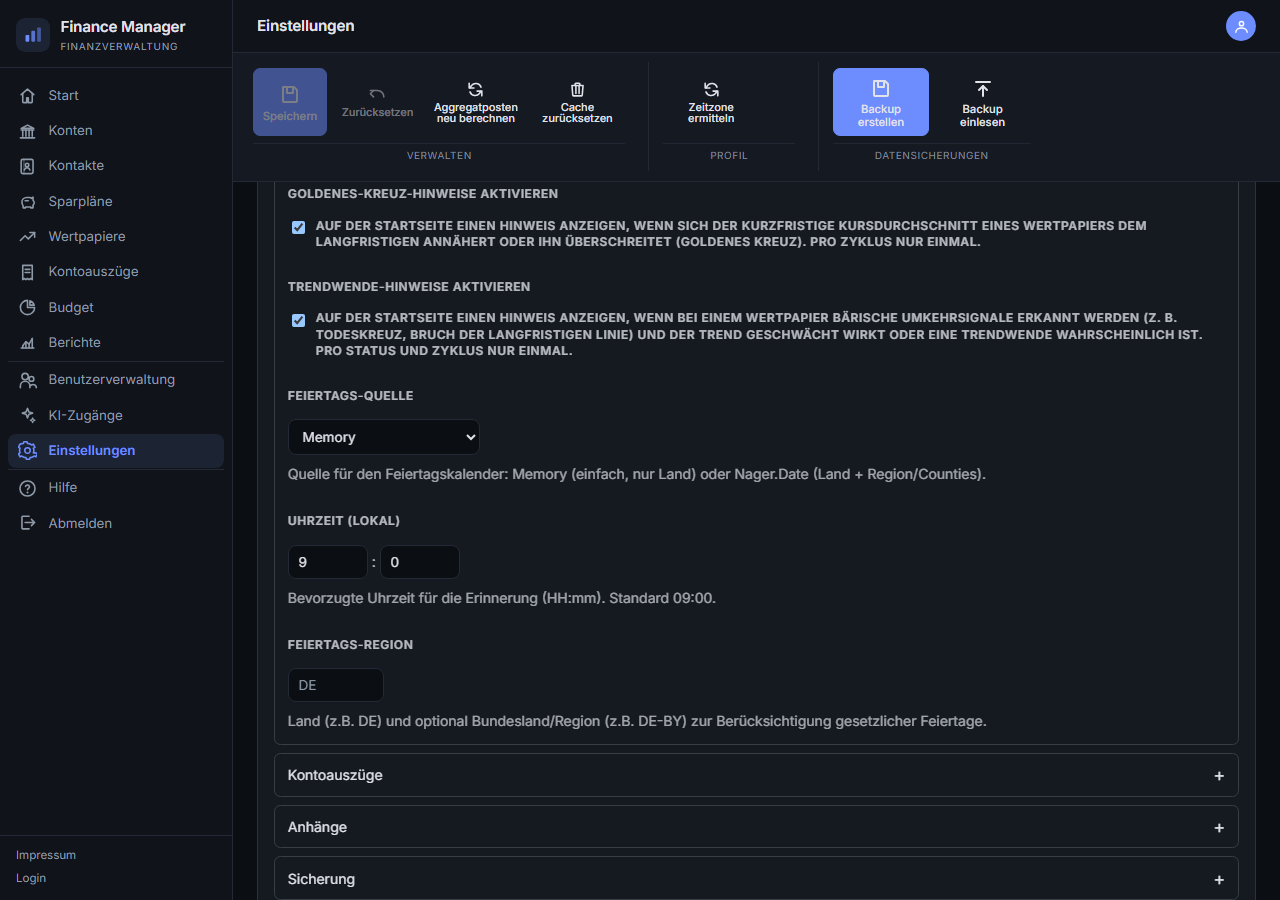 Finance Manager
FINANZVERWALTUNG
Start
Konten
Kontakte
Sparpläne
Wertpapiere
Kontoauszüge
Budget
Berichte
Benutzerverwaltung
KI-Zugänge
Einstellungen
Hilfe
Abmelden
Impressum
Login
Einstellungen
Speichern
Zurücksetzen
Aggregatposten
neu berechnen
Cache
zurücksetzen
VERWALTEN
Zeitzone
ermitteln
PROFIL
Backup
erstellen
Backup
einlesen
DATENSICHERUNGEN
GOLDENES-KREUZ-HINWEISE AKTIVIEREN
AUF DER STARTSEITE EINEN HINWEIS ANZEIGEN, WENN SICH DER KURZFRISTIGE KURSDURCHSCHNITT EINES WERTPAPIERS DEM
LANGFRISTIGEN ANNÄHERT ODER IHN ÜBERSCHREITET (GOLDENES KREUZ). PRO ZYKLUS NUR EINMAL.
TRENDWENDE-HINWEISE AKTIVIEREN
AUF DER STARTSEITE EINEN HINWEIS ANZEIGEN, WENN BEI EINEM WERTPAPIER BÄRISCHE UMKEHRSIGNALE ERKANNT WERDEN (Z. B.
TODESKREUZ, BRUCH DER LANGFRISTIGEN LINIE) UND DER TREND GESCHWÄCHT WIRKT ODER EINE TRENDWENDE WAHRSCHEINLICH IST.
PRO STATUS UND ZYKLUS NUR EINMAL.
FEIERTAGS-QUELLE
Memory
Quelle für den Feiertagskalender: Memory (einfach, nur Land) oder Nager.Date (Land + Region/Counties).
UHRZEIT (LOKAL)
9 : 0
Bevorzugte Uhrzeit für die Erinnerung (HH:mm). Standard 09:00.
FEIERTAGS-REGION
DE
Land (z.B. DE) und optional Bundesland/Region (z.B. DE-BY) zur Berücksichtigung gesetzlicher Feiertage.
Kontoauszüge +
Anhänge +
Sicherung +